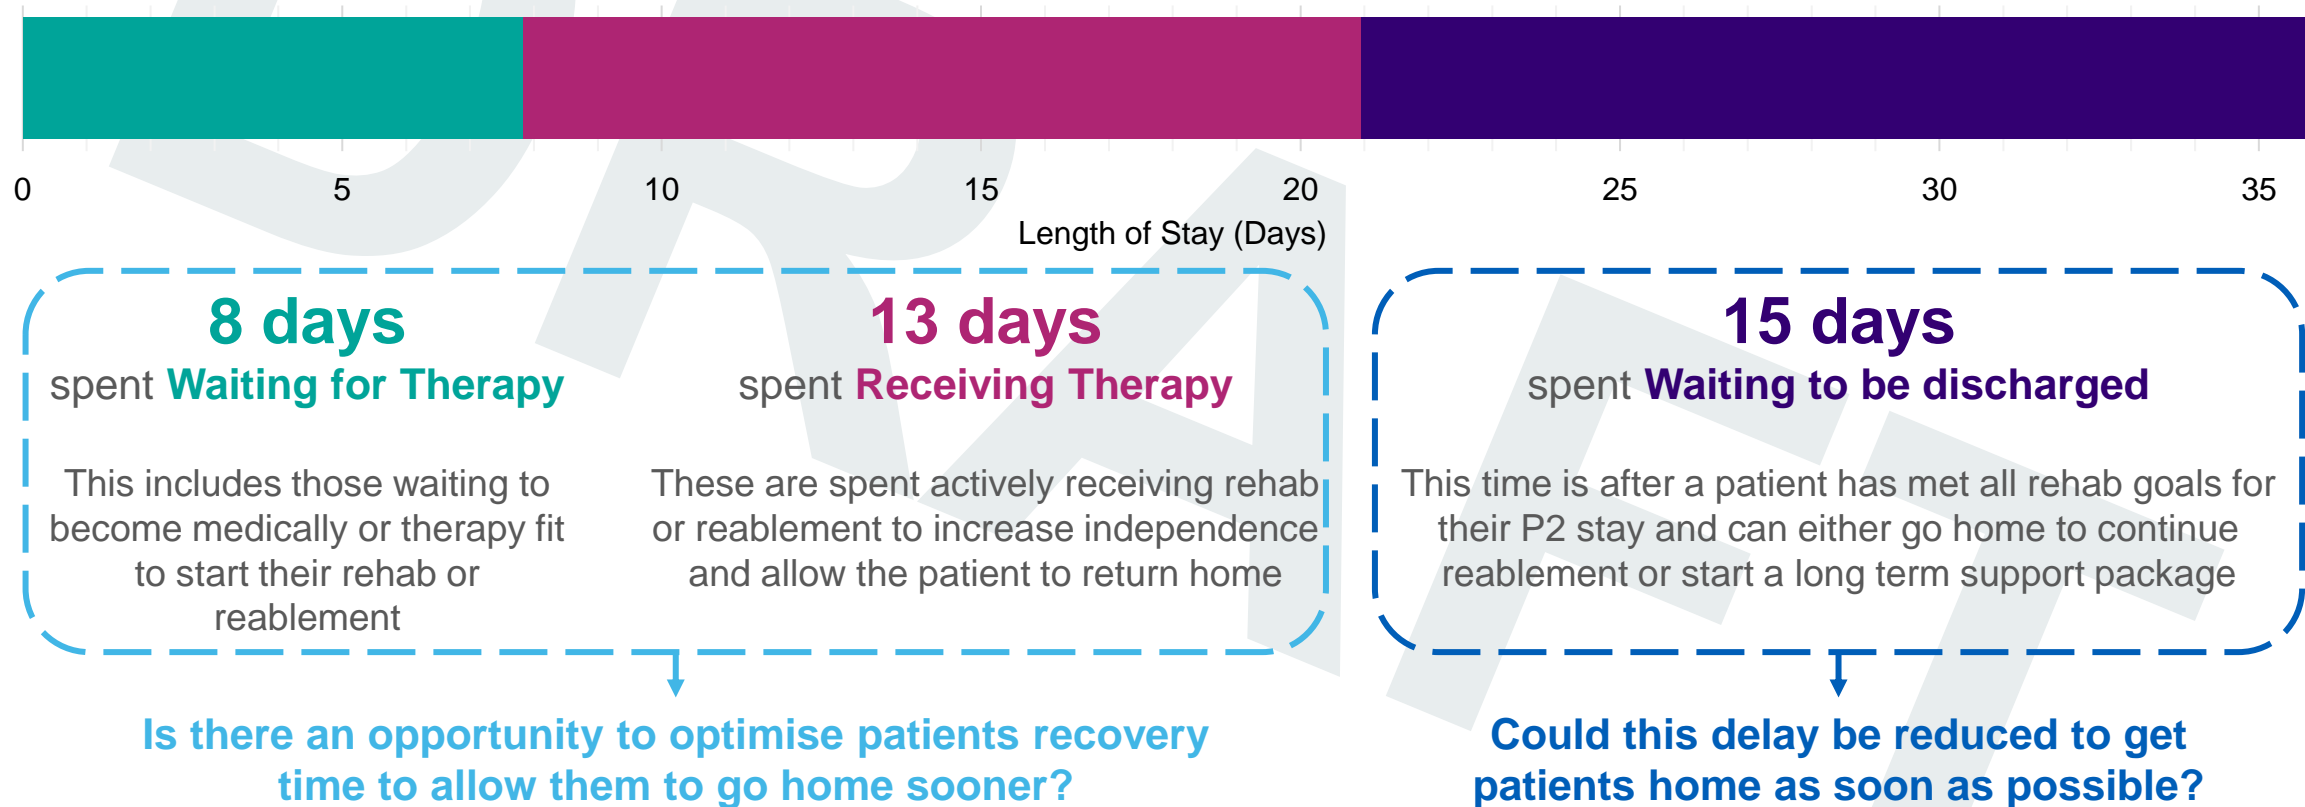 0 5 10 15 20 25 30 35
Length of Stay (Days)
8 days
spent Waiting for Therapy
This includes those waiting to
become medically or therapy fit
to start their rehab or
reablement
13 days
spent Receiving Therapy
These are spent actively receiving rehab
or reablement to increase independence
and allow the patient to return home
15 days
spent Waiting to be discharged
This time is after a patient has met all rehab goals for
their P2 stay and can either go home to continue
reablement or start a long term support package
Is there an opportunity to optimise patients recovery
time to allow them to go home sooner?
Could this delay be reduced to get
patients home as soon as possible?
DRAFT